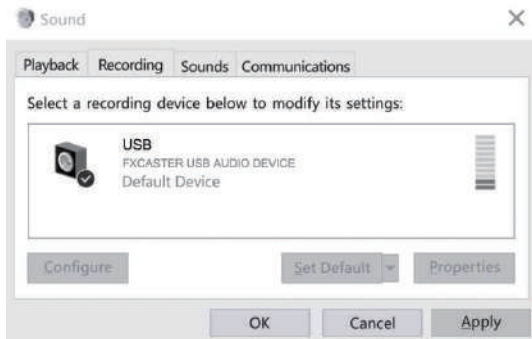 Sound
Playback Recording Sounds Communications
Select a recording device below to modify its settings:
USB
FXCASTER USB AUDIO DEVICE
Default Device
Configure Set Default Properties
OK Cancel Apply